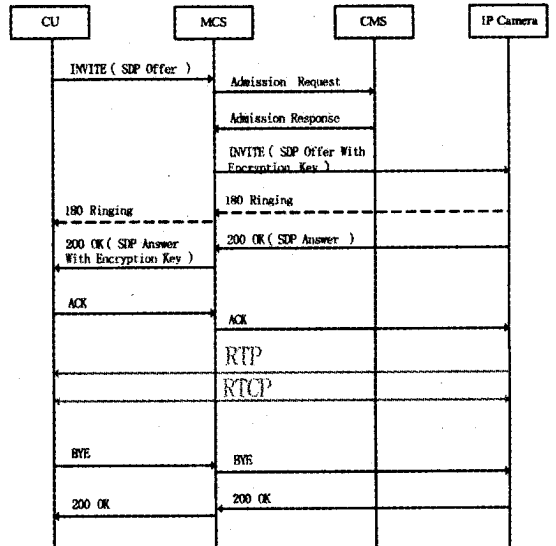 CU
MCS
CMS
IP Camera
INVITE ( SDP Offer )
Admission Request
Admission Response
INVITE ( SDP Offer With
Encryption Key )
180 Ringing
180 Ringing
200 OK ( SDP Answer )
200 OK ( SDP Answer
With Encryption Key )
ACK
ACK
RTP
RTCP
BYE
BYE
200 OK
200 OK